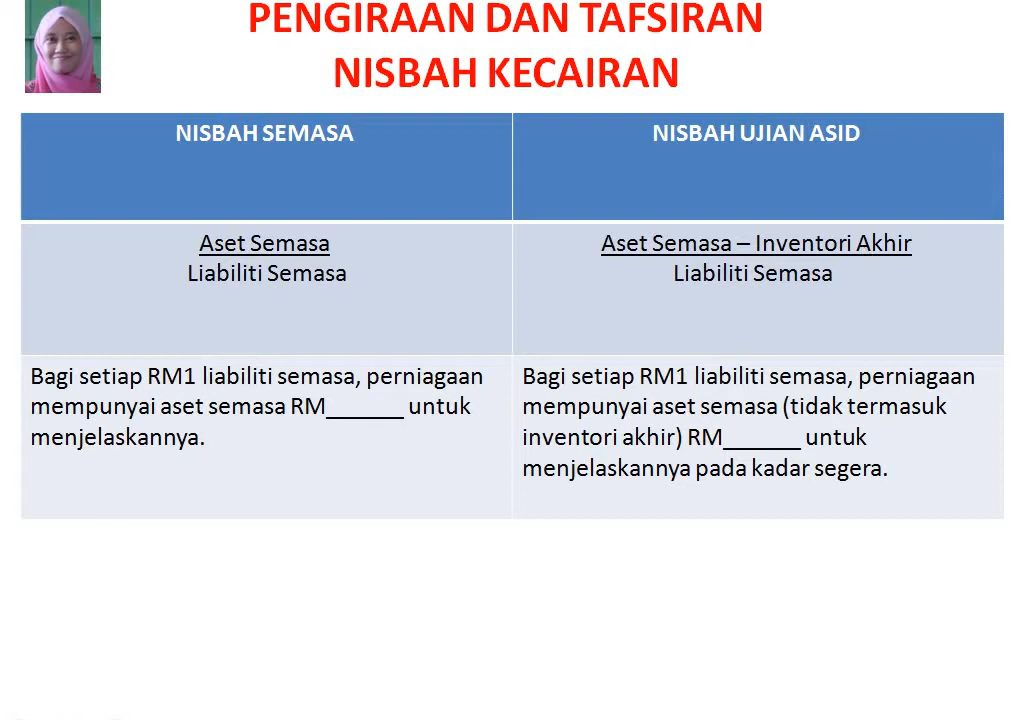 PENGIRAAN DAN TAFSIRAN
NISBAH KECAIRAN
NISBAH SEMASA
NISBAH UJIAN ASID
Aset Semasa
Liabiliti Semasa
Aset Semasa – Inventori Akhir
Liabiliti Semasa
Bagi setiap RM1 liabiliti semasa, perniagaan
mempunyai aset semasa RM______ untuk
menjelaskannya.
Bagi setiap RM1 liabiliti semasa, perniagaan
mempunyai aset semasa (tidak termasuk
inventori akhir) RM______ untuk
menjelaskannya pada kadar segera.